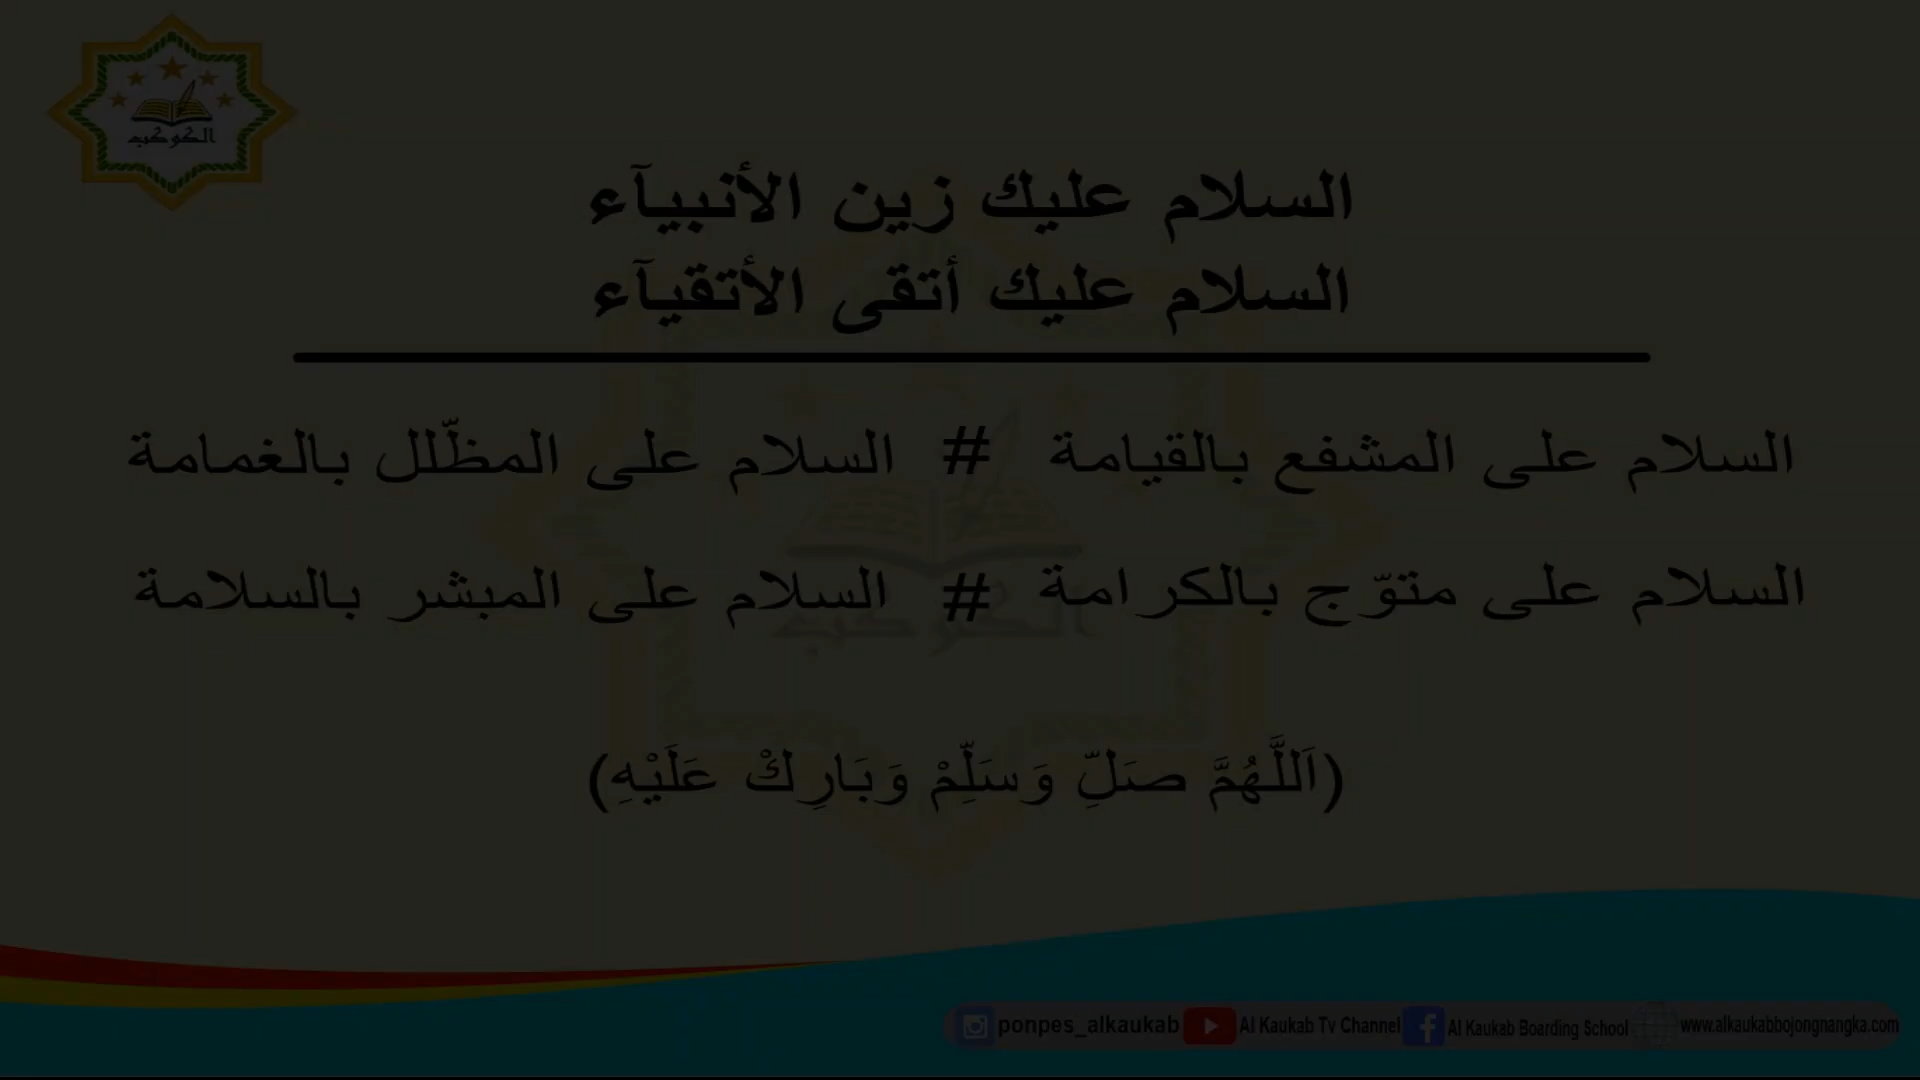 الكوكب
السلام عليك زين الأنبيآء
السلام عليك أتقى الأتقيآء
السلام على المشفع بالقيامة # السلام على المظّلل بالغمامة
السلام على متوّج بالكرامة # السلام على المبشر بالسلامة
الكوكب
(اَللَّهُمَّ صَلِّ وَسَلِّمْ وَبَارِكْ عَلَيْهِ)
ponpes_alkaukab Al Kaukab Tv Channel Al Kaukab Boarding School www.alkaukabbojongnangka.com